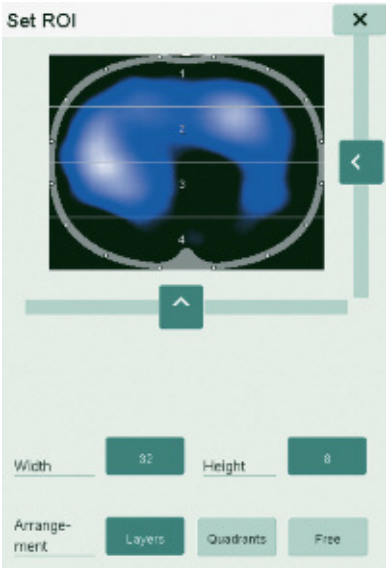 Set ROI
1
2
3
4
Width 32 Height 8
Arrange-
ment Layers Quadrants Free